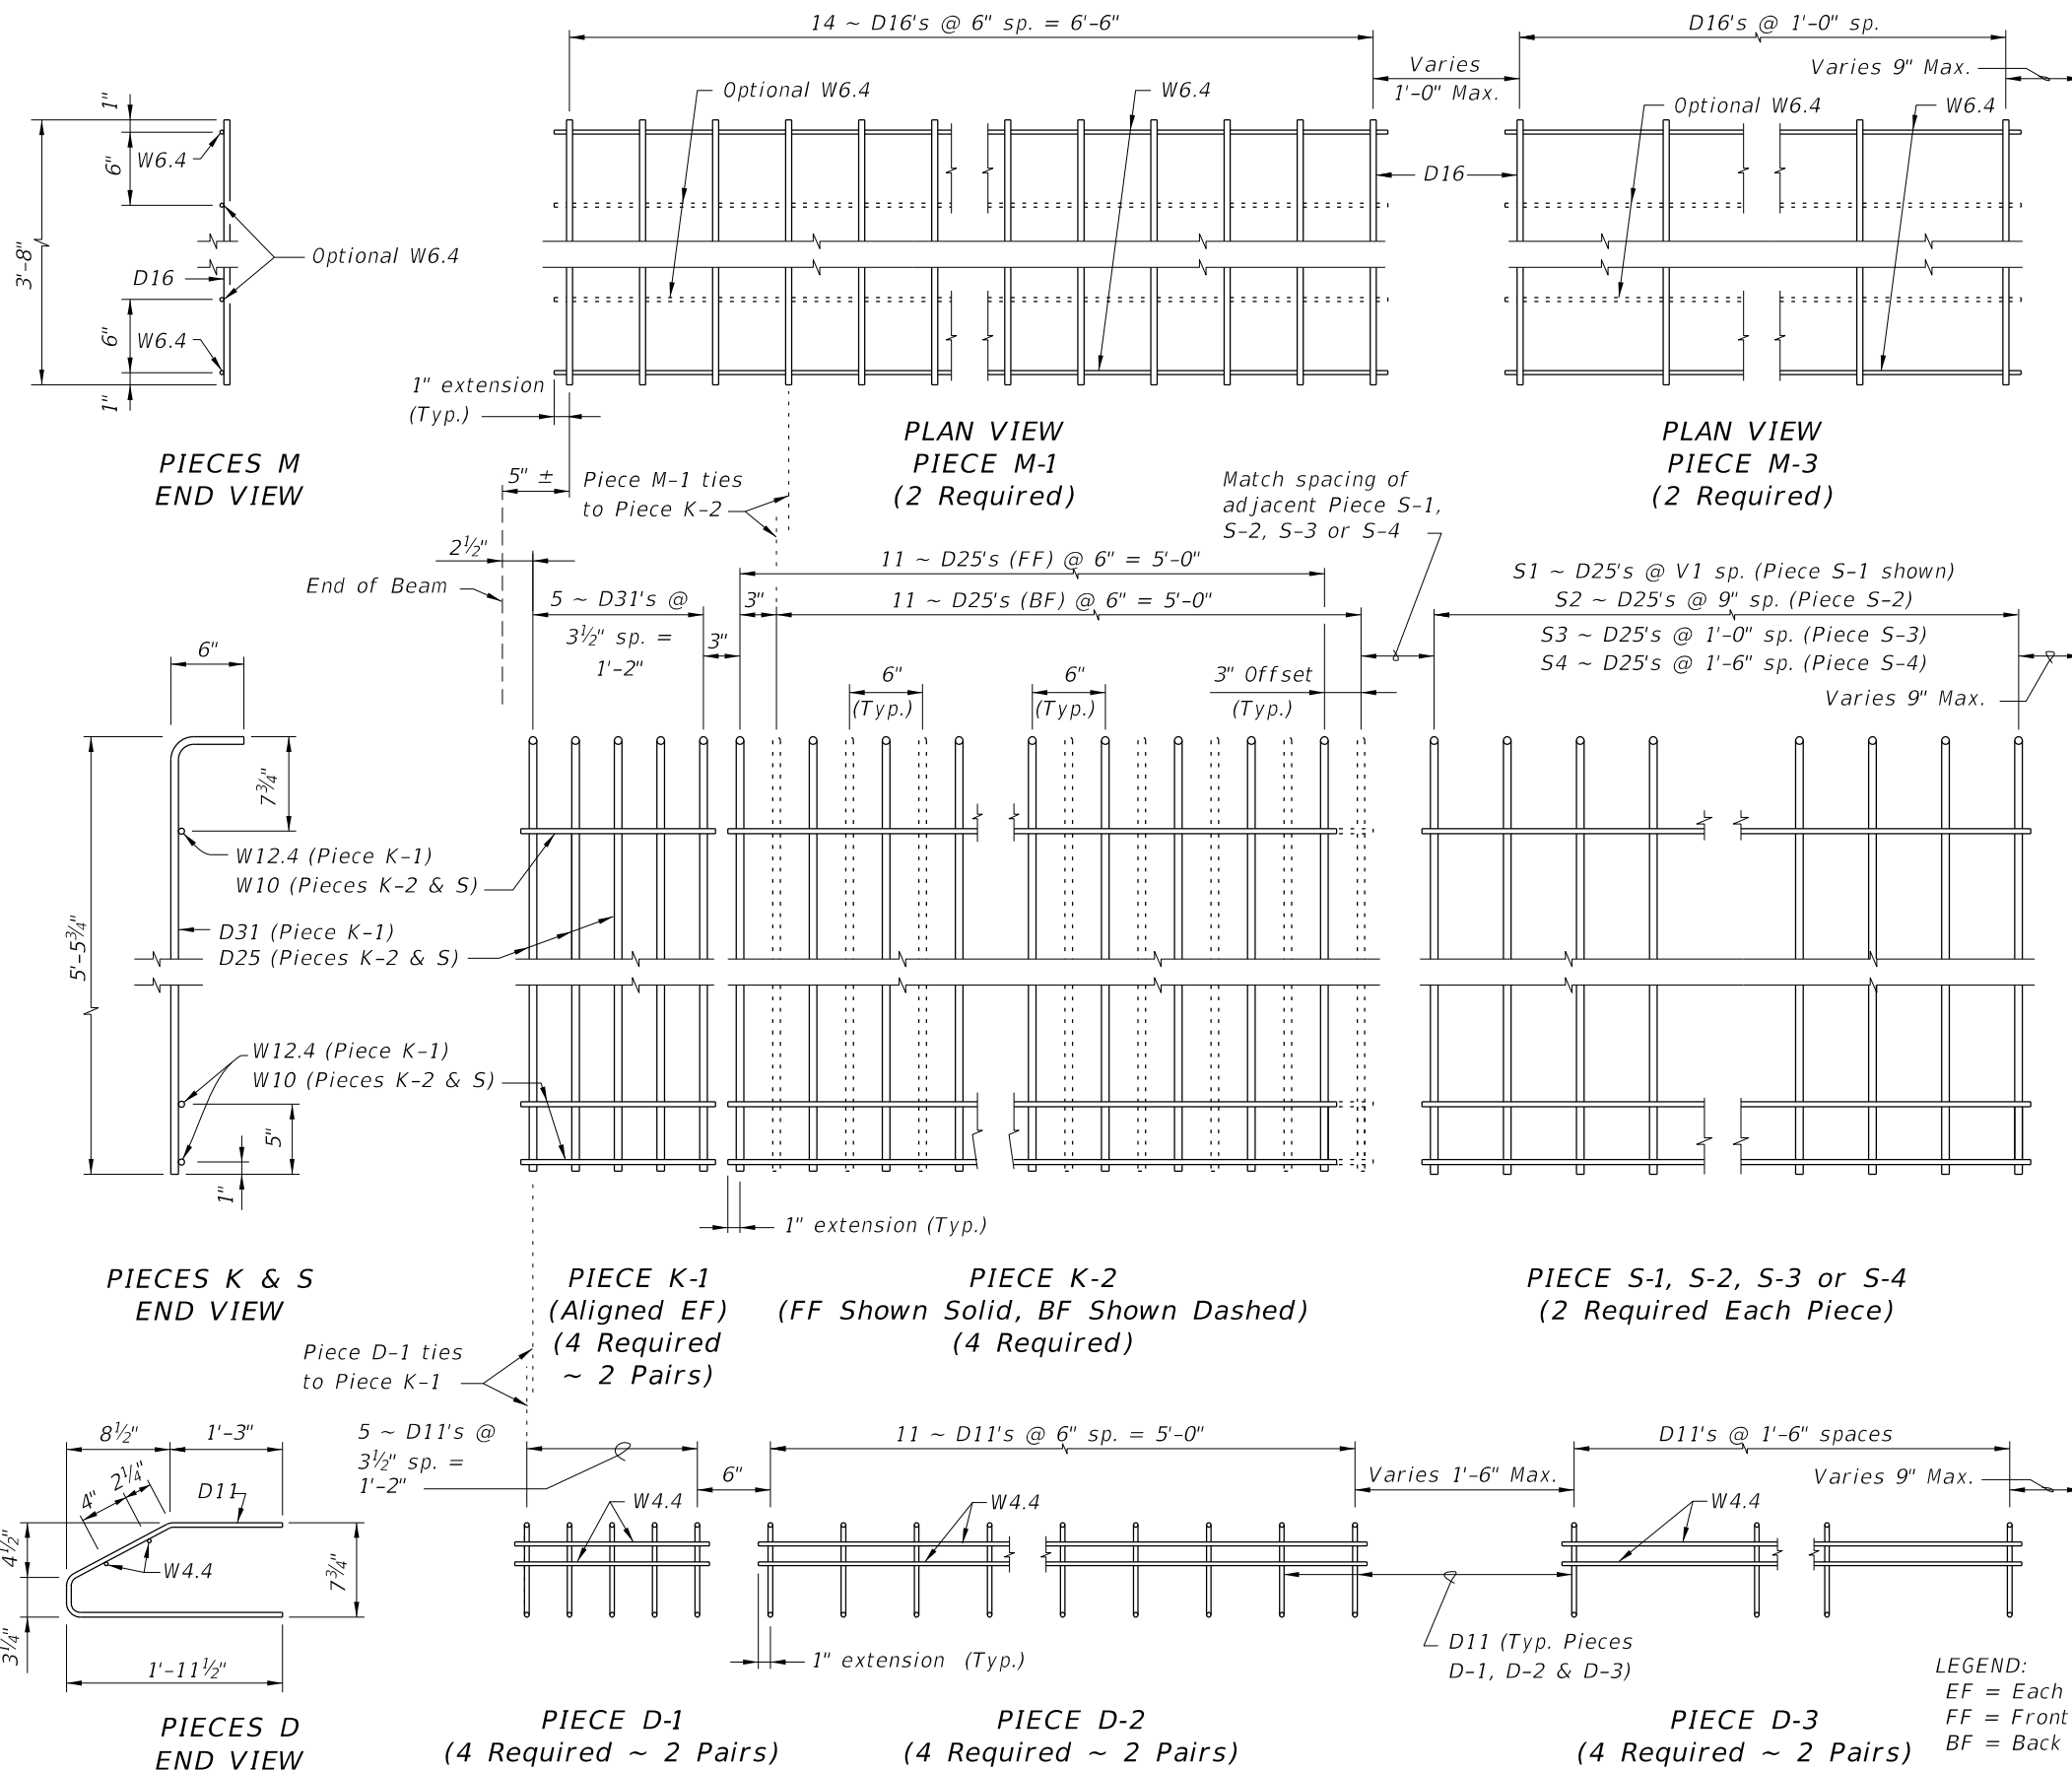 14 ~ D16's @ 6" sp. = 6'-6"
D16's @ 1'-0" sp.
Varies
1'-0" Max.
Varies 9" Max.
Optional W6.4
W6.4
Optional W6.4
W6.4
1"
6"
W6.4
3'-8"
Optional W6.4
D16
6"
W6.4
1"
D16
1" extension
(Typ.)
PIECES M
END VIEW
PLAN VIEW
PIECE M-1
(2 Required)
PLAN VIEW
PIECE M-3
(2 Required)
5" ±
Piece M-1 ties
to Piece K-2
Match spacing of
adjacent Piece S-1,
S-2, S-3 or S-4
2½"
End of Beam
11 ~ D25's (FF) @ 6" = 5'-0"
5 ~ D31's @
3½" sp. =
1'-2"
3"
11 ~ D25's (BF) @ 6" = 5'-0"
3"
S1 ~ D25's @ V1 sp. (Piece S-1 shown)
S2 ~ D25's @ 9" sp. (Piece S-2)
S3 ~ D25's @ 1'-0" sp. (Piece S-3)
S4 ~ D25's @ 1'-6" sp. (Piece S-4)
Varies 9" Max.
6"
6"
(Typ.)
6"
(Typ.)
3" Offset
(Typ.)
7¾"
5'-5¾"
W12.4 (Piece K-1)
W10 (Pieces K-2 & S)
D31 (Piece K-1)
D25 (Pieces K-2 & S)
W12.4 (Piece K-1)
W10 (Pieces K-2 & S)
5"
1"
1" extension (Typ.)
PIECES K & S
END VIEW
PIECE K-1
(Aligned EF)
(4 Required
~ 2 Pairs)
PIECE K-2
(FF Shown Solid, BF Shown Dashed)
(4 Required)
PIECE S-1, S-2, S-3 or S-4
(2 Required Each Piece)
Piece D-1 ties
to Piece K-1
8½"
1'-3"
4"
2¼"
D11
4½"
W4.4
7¾"
3¼"
1'-11½"
5 ~ D11's @
3½" sp. =
1'-2"
6"
W4.4
11 ~ D11's @ 6" sp. = 5'-0"
W4.4
Varies 1'-6" Max.
D11's @ 1'-6" spaces
Varies 9" Max.
W4.4
1" extension (Typ.)
D11 (Typ. Pieces
D-1, D-2 & D-3)
LEGEND:
EF = Each
FF = Front
BF = Back
PIECES D
END VIEW
PIECE D-1
(4 Required ~ 2 Pairs)
PIECE D-2
(4 Required ~ 2 Pairs)
PIECE D-3
(4 Required ~ 2 Pairs)